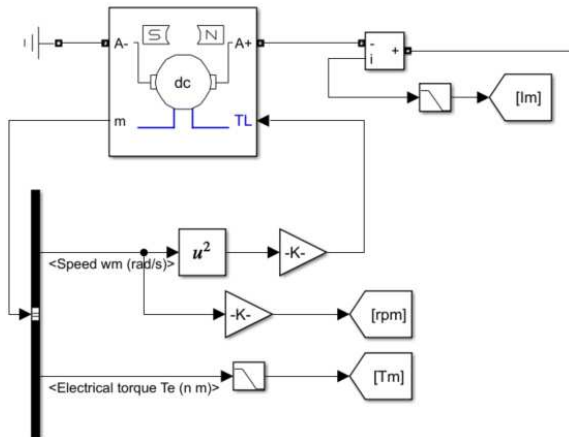 S
N
A-
A+
dc
m
TL
-
+
i
[Im]
u²
-K-
<Speed wm (rad/s)>
-K-
[rpm]
[Tm]
<Electrical torque Te (n m)>